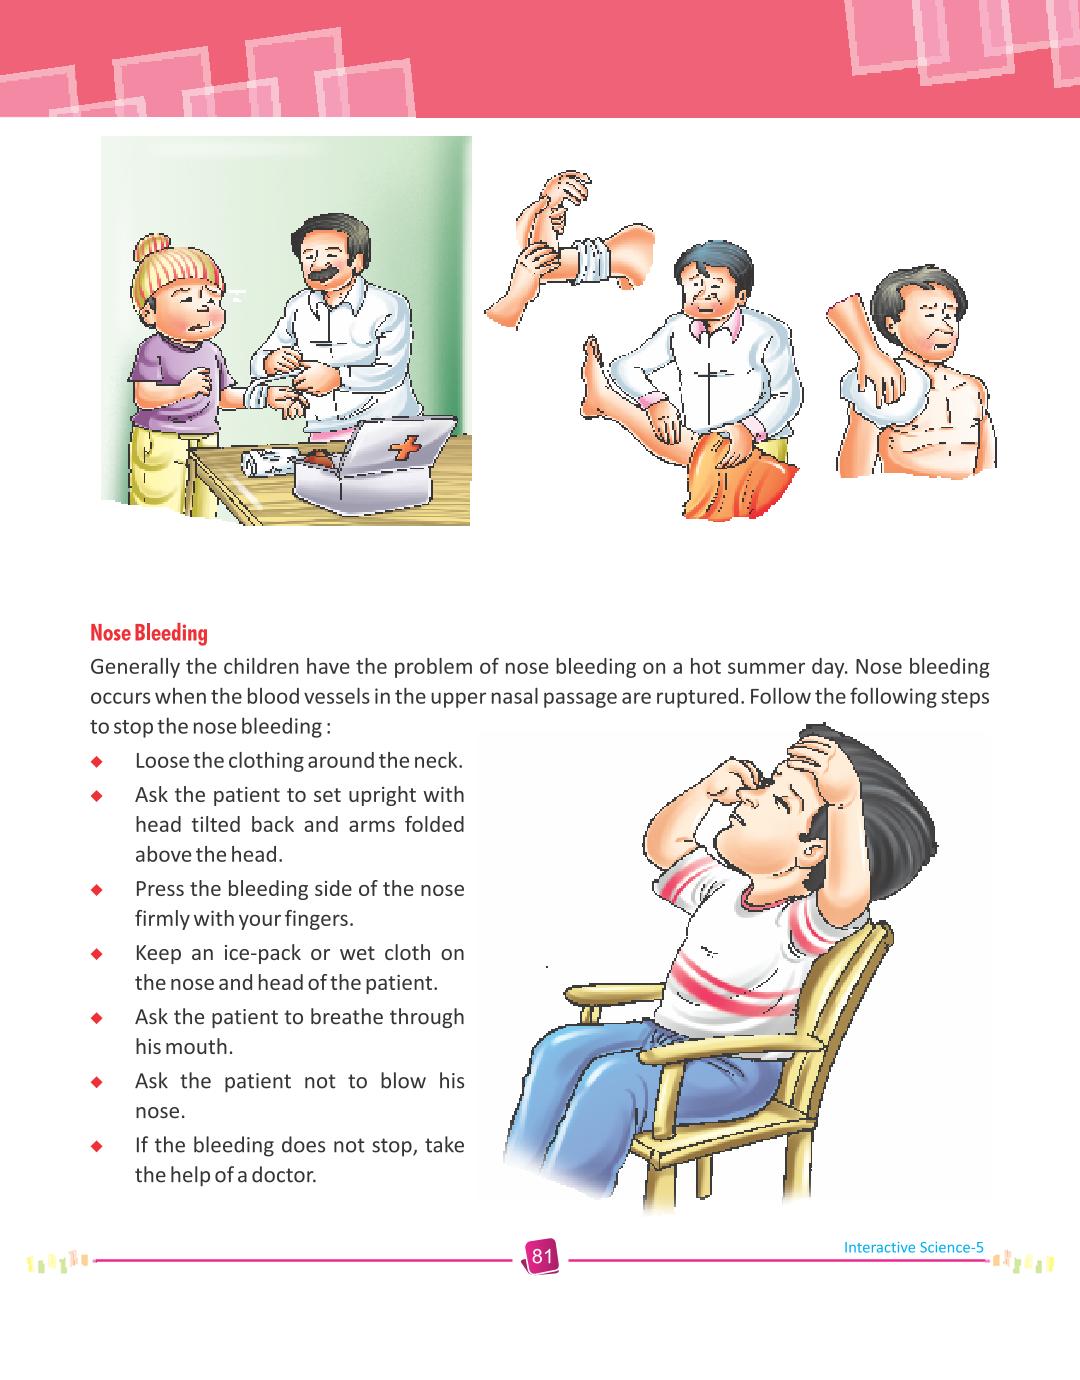 Nose Bleeding
Generally the children have the problem of nose bleeding on a hot summer day. Nose bleeding
occurs when the blood vessels in the upper nasal passage are ruptured. Follow the following steps
to stop the nose bleeding :
◆ Loose the clothing around the neck.
◆ Ask the patient to set upright with
head tilted back and arms folded
above the head.
◆ Press the bleeding side of the nose
firmly with your fingers.
◆ Keep an ice-pack or wet cloth on
the nose and head of the patient.
◆ Ask the patient to breathe through
his mouth.
◆ Ask the patient not to blow his
nose.
◆ If the bleeding does not stop, take
the help of a doctor.
81
Interactive Science-5